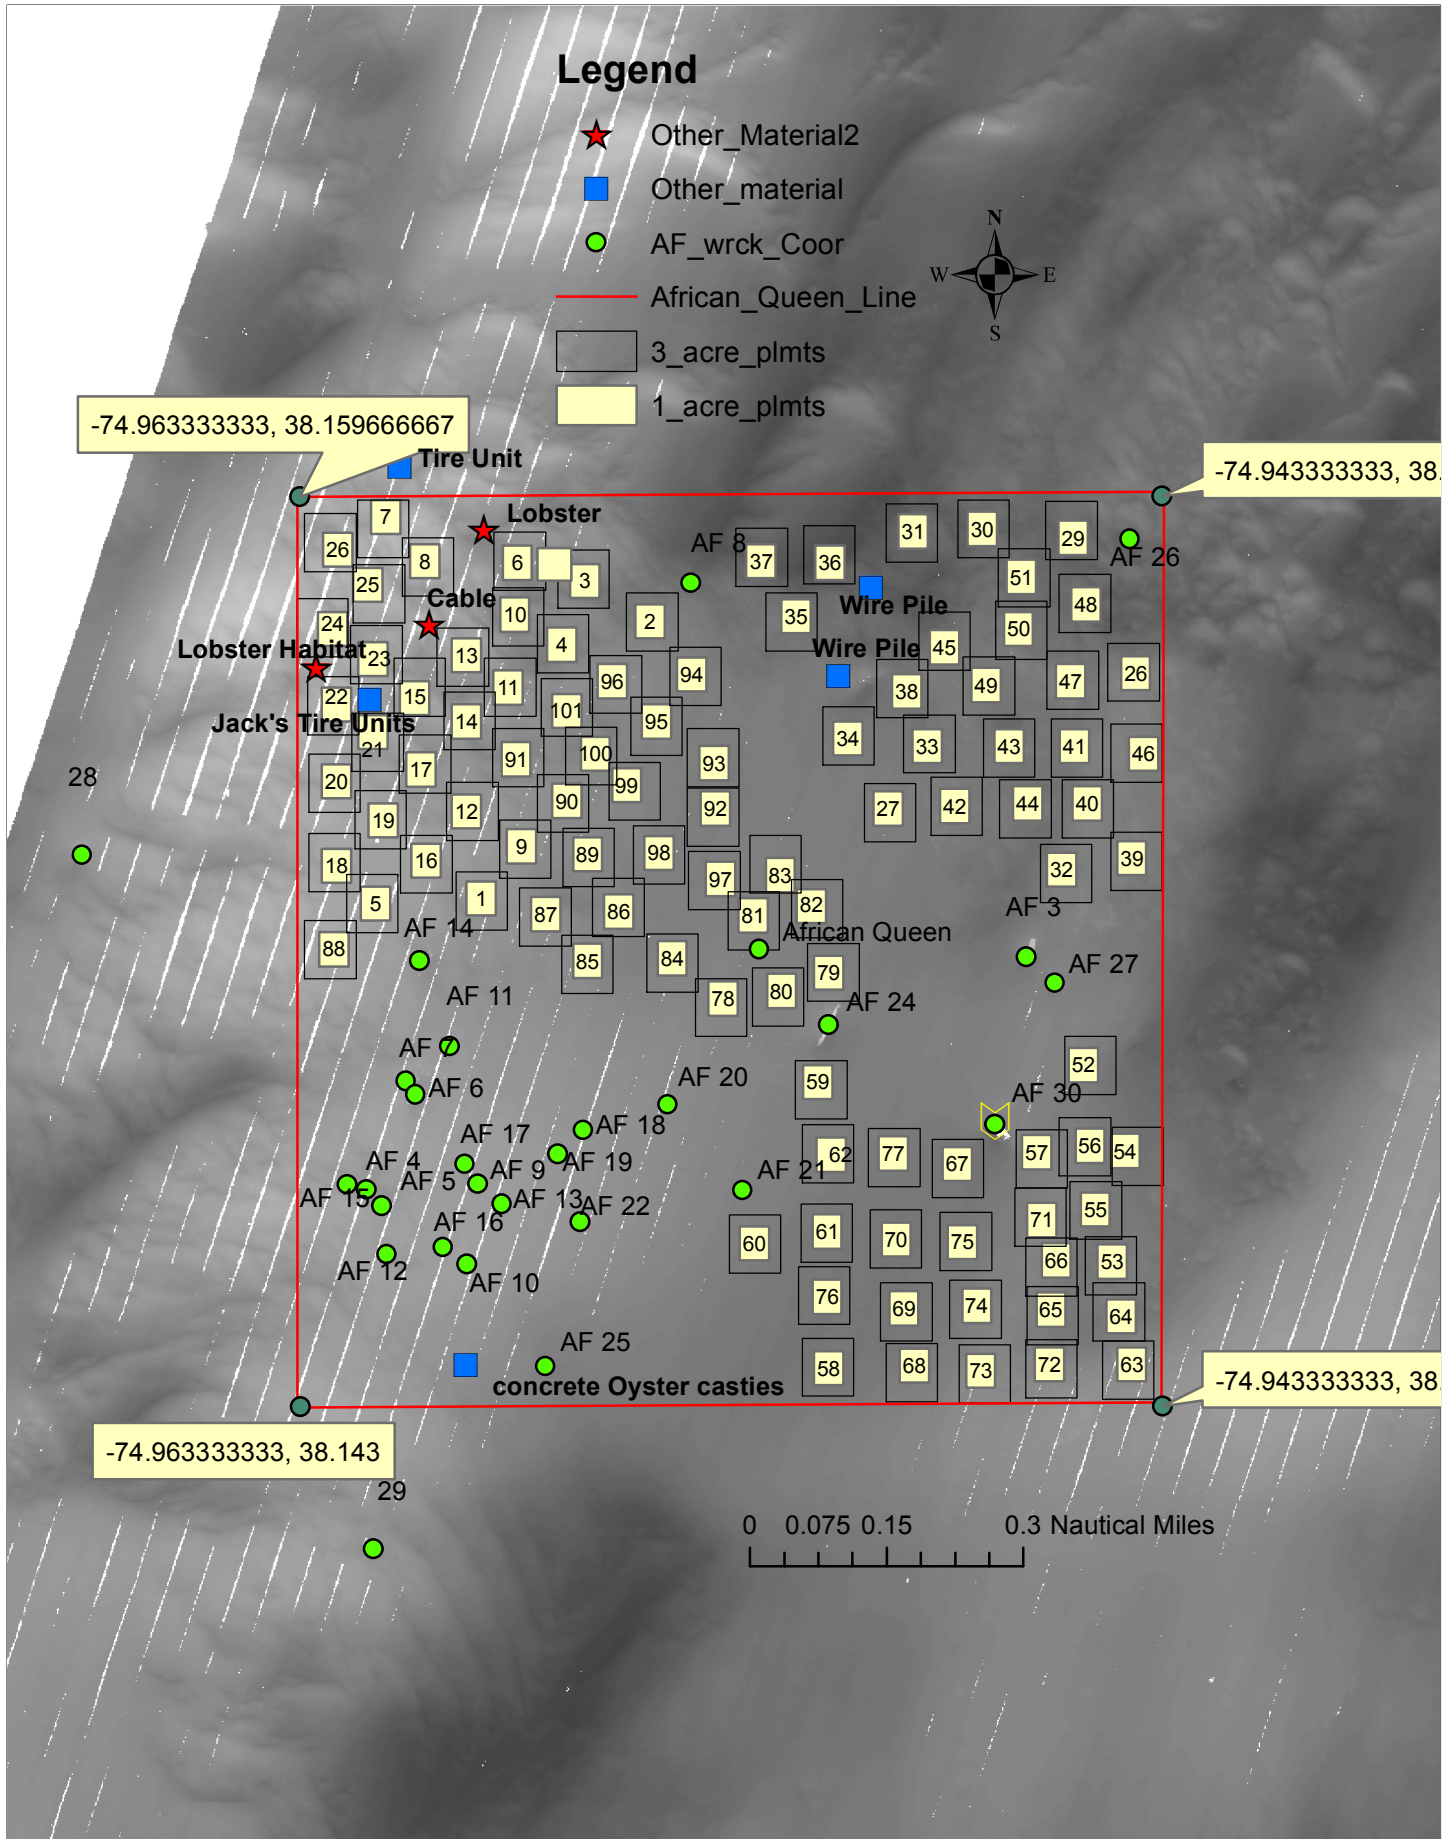 Legend
Other_Material2
Other_material
AF_wrck_Coor
African_Queen_Line
3_acre_plmts
1_acre_plmts
N
W E
S
-74.963333333, 38.159666667
-74.943333333, 38.
Tire Unit
Lobster
7
26
8
25
6
3
AF 8
37
36
31
30
29
AF 26
51
48
Cable
10
2
35
Wire Pile
50
24
4
45
Lobster Habitat
23
13
Wire Pile
22
15
11
96
94
38
49
47
26
Jack's Tire Units
14
101
95
21
34
33
43
41
46
28
20
17
91
100
93
99
19
12
90
92
27
42
44
40
18
16
9
89
98
97
83
32
39
5
1
87
86
81
82
AF 3
88
AF 14
African Queen
85
84
79
AF 27
AF 11
78
80
AF 24
AF 7
AF 6
AF 20
59
52
AF 30
AF 18
AF 17
AF 19
62
77
67
57
56
54
AF 4
AF 5
AF 9
AF 21
AF 15
AF 13
AF 22
AF 16
60
61
70
75
71
55
AF 12
AF 10
66
53
76
69
74
65
64
AF 25
58
68
73
72
63
concrete Oyster casties
-74.943333333, 38.
-74.963333333, 38.143
29
0 0.075 0.15 0.3 Nautical Miles